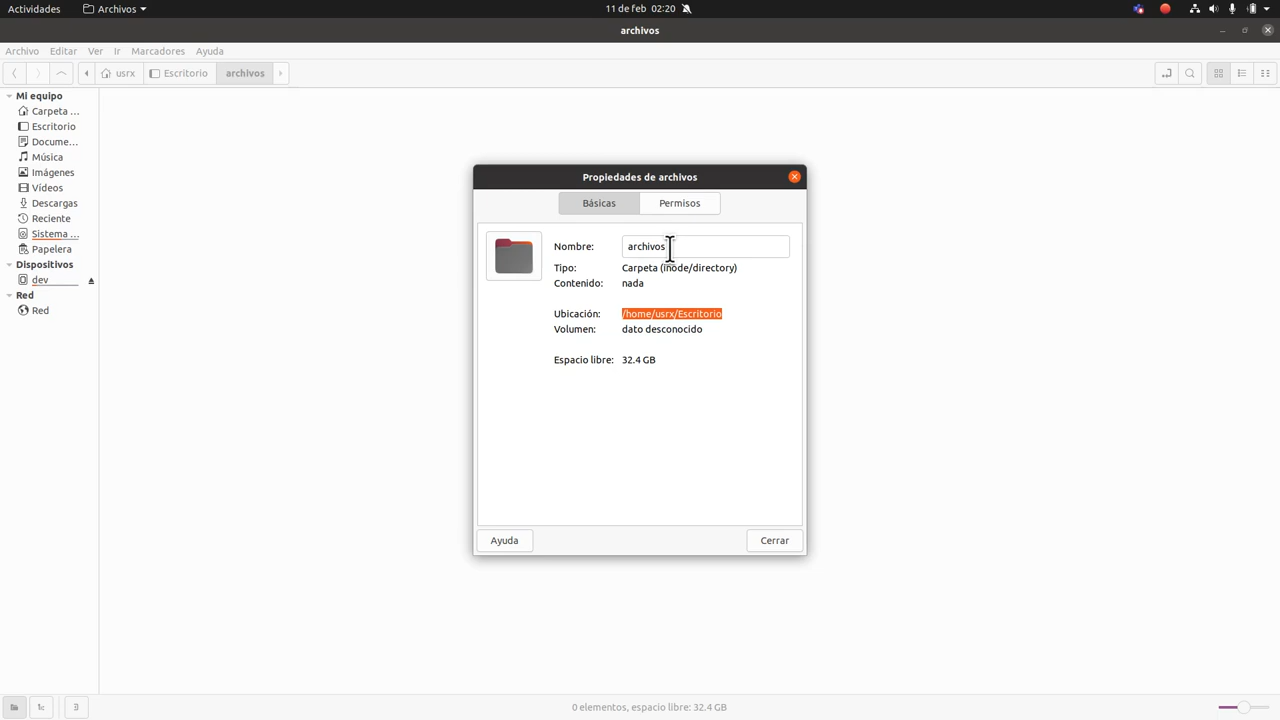 Actividades Archivos 11 de feb 02:20
archivos
Archivo Editar Ver Ir Marcadores Ayuda
usrx Escritorio archivos
Mi equipo
Carpeta ...
Escritorio
Docume...
Música
Imágenes
Vídeos
Descargas
Reciente
Sistema ...
Papelera
Dispositivos
dev
Red
Red
Propiedades de archivos
Básicas Permisos
Nombre: archivos
Tipo: Carpeta (inode/directory)
Contenido: nada
Ubicación: /home/usrx/Escritorio
Volumen: dato desconocido
Espacio libre: 32.4 GB
Ayuda Cerrar
0 elementos, espacio libre: 32.4 GB